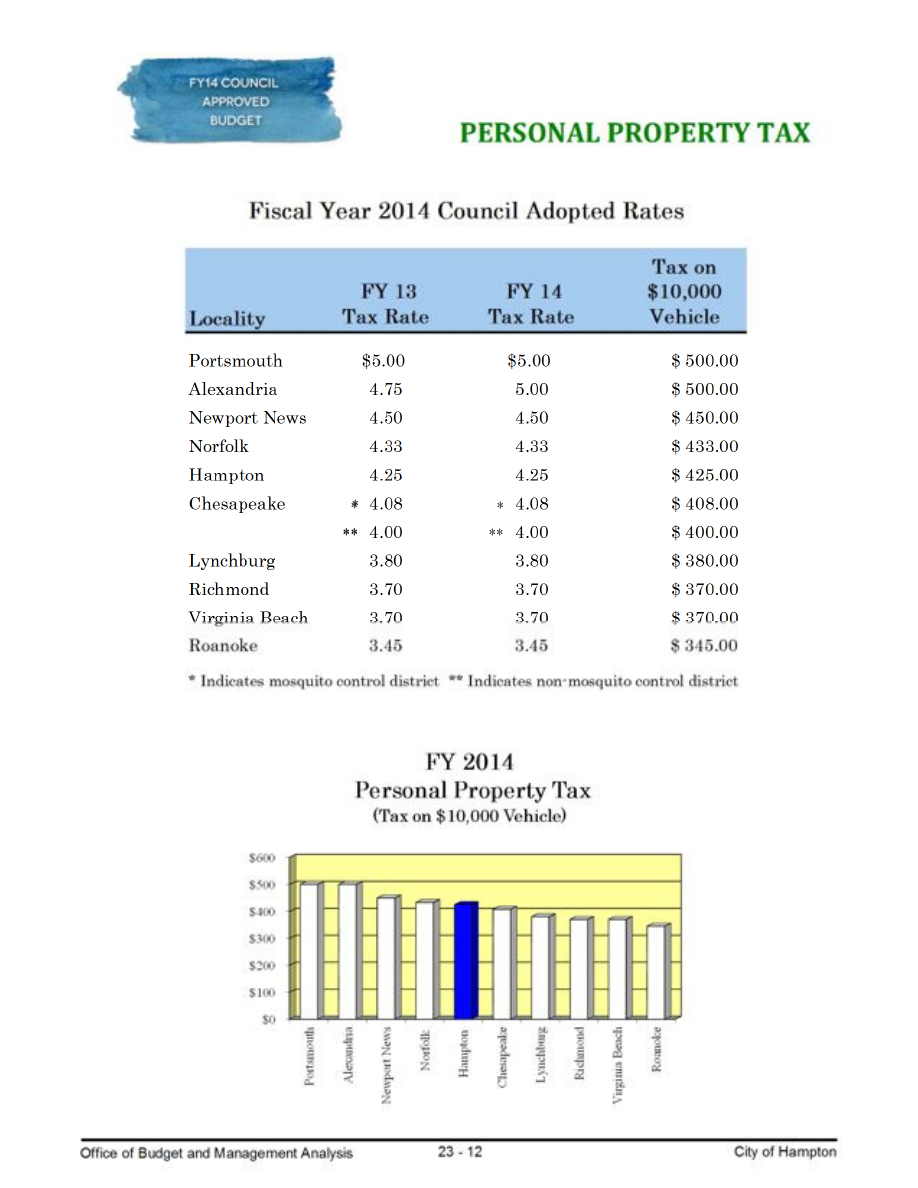 FY14 COUNCIL
APPROVED
BUDGET
PERSONAL PROPERTY TAX
Fiscal Year 2014 Council Adopted Rates
Tax on
FY 13 FY 14 $10,000
Locality Tax Rate Tax Rate Vehicle
Portsmouth $5.00 $5.00 $ 500.00
Alexandria 4.75 5.00 $ 500.00
Newport News 4.50 4.50 $ 450.00
Norfolk 4.33 4.33 $ 433.00
Hampton 4.25 4.25 $ 425.00
Chesapeake * 4.08 * 4.08 $ 408.00
** 4.00 ** 4.00 $ 400.00
Lynchburg 3.80 3.80 $ 380.00
Richmond 3.70 3.70 $ 370.00
Virginia Beach 3.70 3.70 $ 370.00
Roanoke 3.45 3.45 $ 345.00
* Indicates mosquito control district ** Indicates non-mosquito control district
FY 2014
Personal Property Tax
(Tax on $10,000 Vehicle)
$600
$500
$400
$300
$200
$100
$0
Portsmouth
Alexandria
Newport News
Norfolk
Hampton
Chesapeake
Lynchburg
Richmond
Virginia Beach
Roanoke
Office of Budget and Management Analysis 23 - 12 City of Hampton